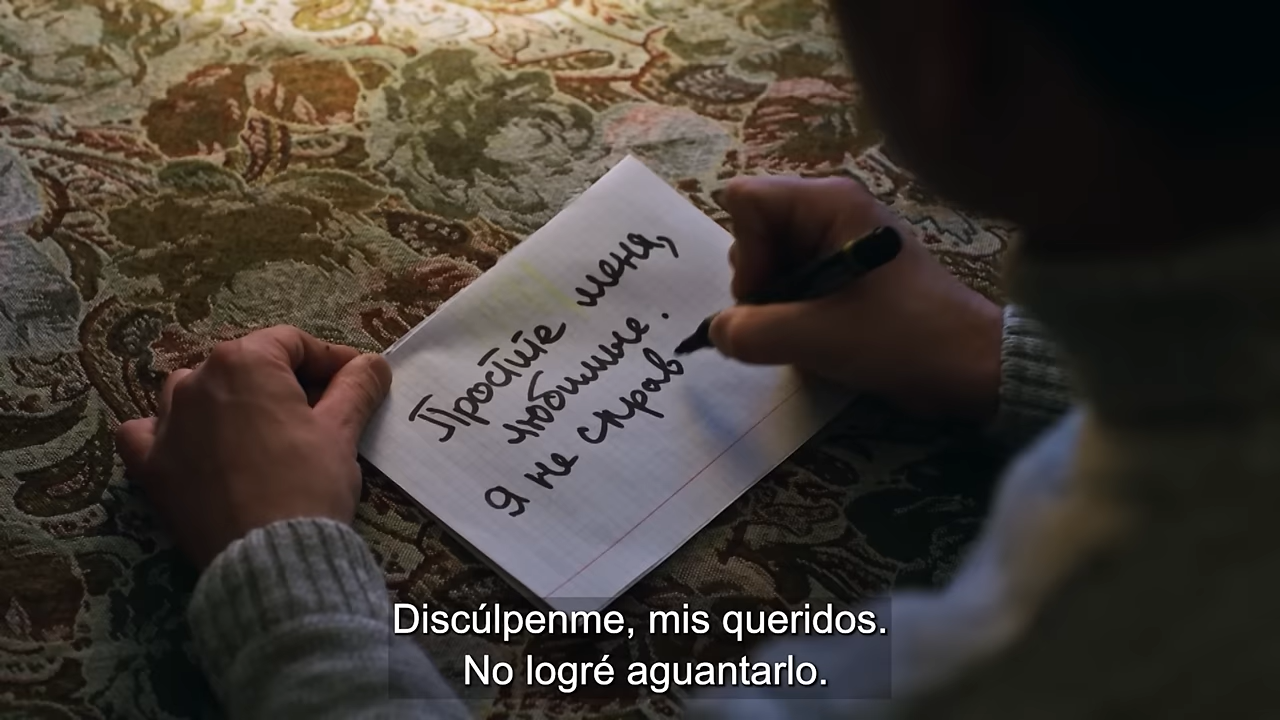 Простите меня,
любимые.
Я не справ
Discúlpenme, mis queridos.
No logré aguantarlo.